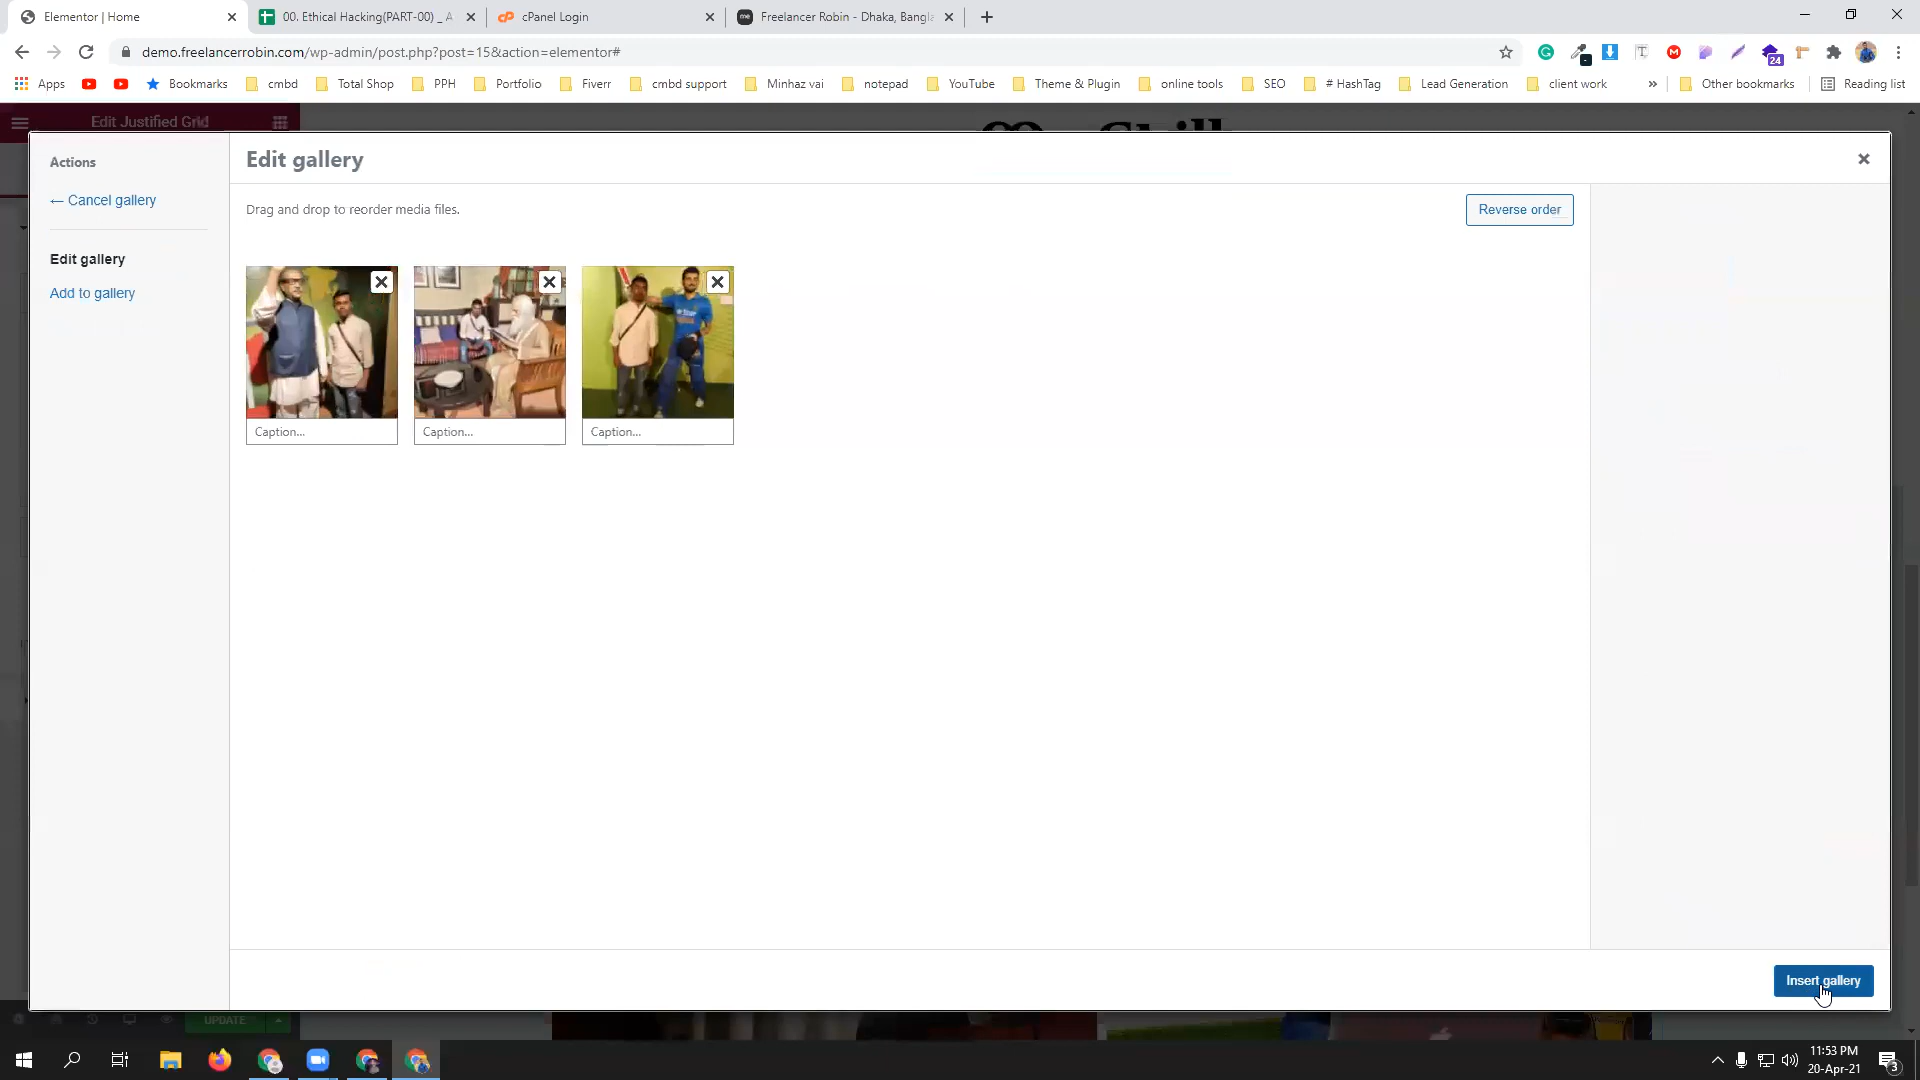 Elementor | Home
00. Ethical Hacking(PART-00) _ A
cPanel Login
Freelancer Robin - Dhaka, Bangla
demo.freelancerrobin.com/wp-admin/post.php?post=15&action=elementor#
24
Apps
Bookmarks
cmbd
Total Shop
PPH
Portfolio
Fiverr
cmbd support
Minhaz vai
notepad
YouTube
Theme & Plugin
online tools
SEO
# HashTag
Lead Generation
client work
»
Other bookmarks
Reading list
Edit Justified Grid
Actions
← Cancel gallery
Edit gallery
Add to gallery
Edit gallery
Drag and drop to reorder media files.
Reverse order
Caption...
Caption...
Caption...
Insert gallery
UPDATE
11:53 PM
20-Apr-21
3